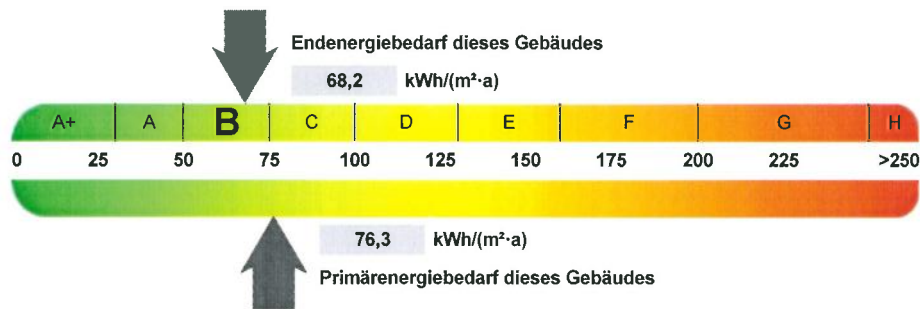 Endenergiebedarf dieses Gebäudes
68,2 kWh/(m²·a)
A+ A B C D E F G H
0 25 50 75 100 125 150 175 200 225 >250
76,3 kWh/(m²·a)
Primärenergiebedarf dieses Gebäudes